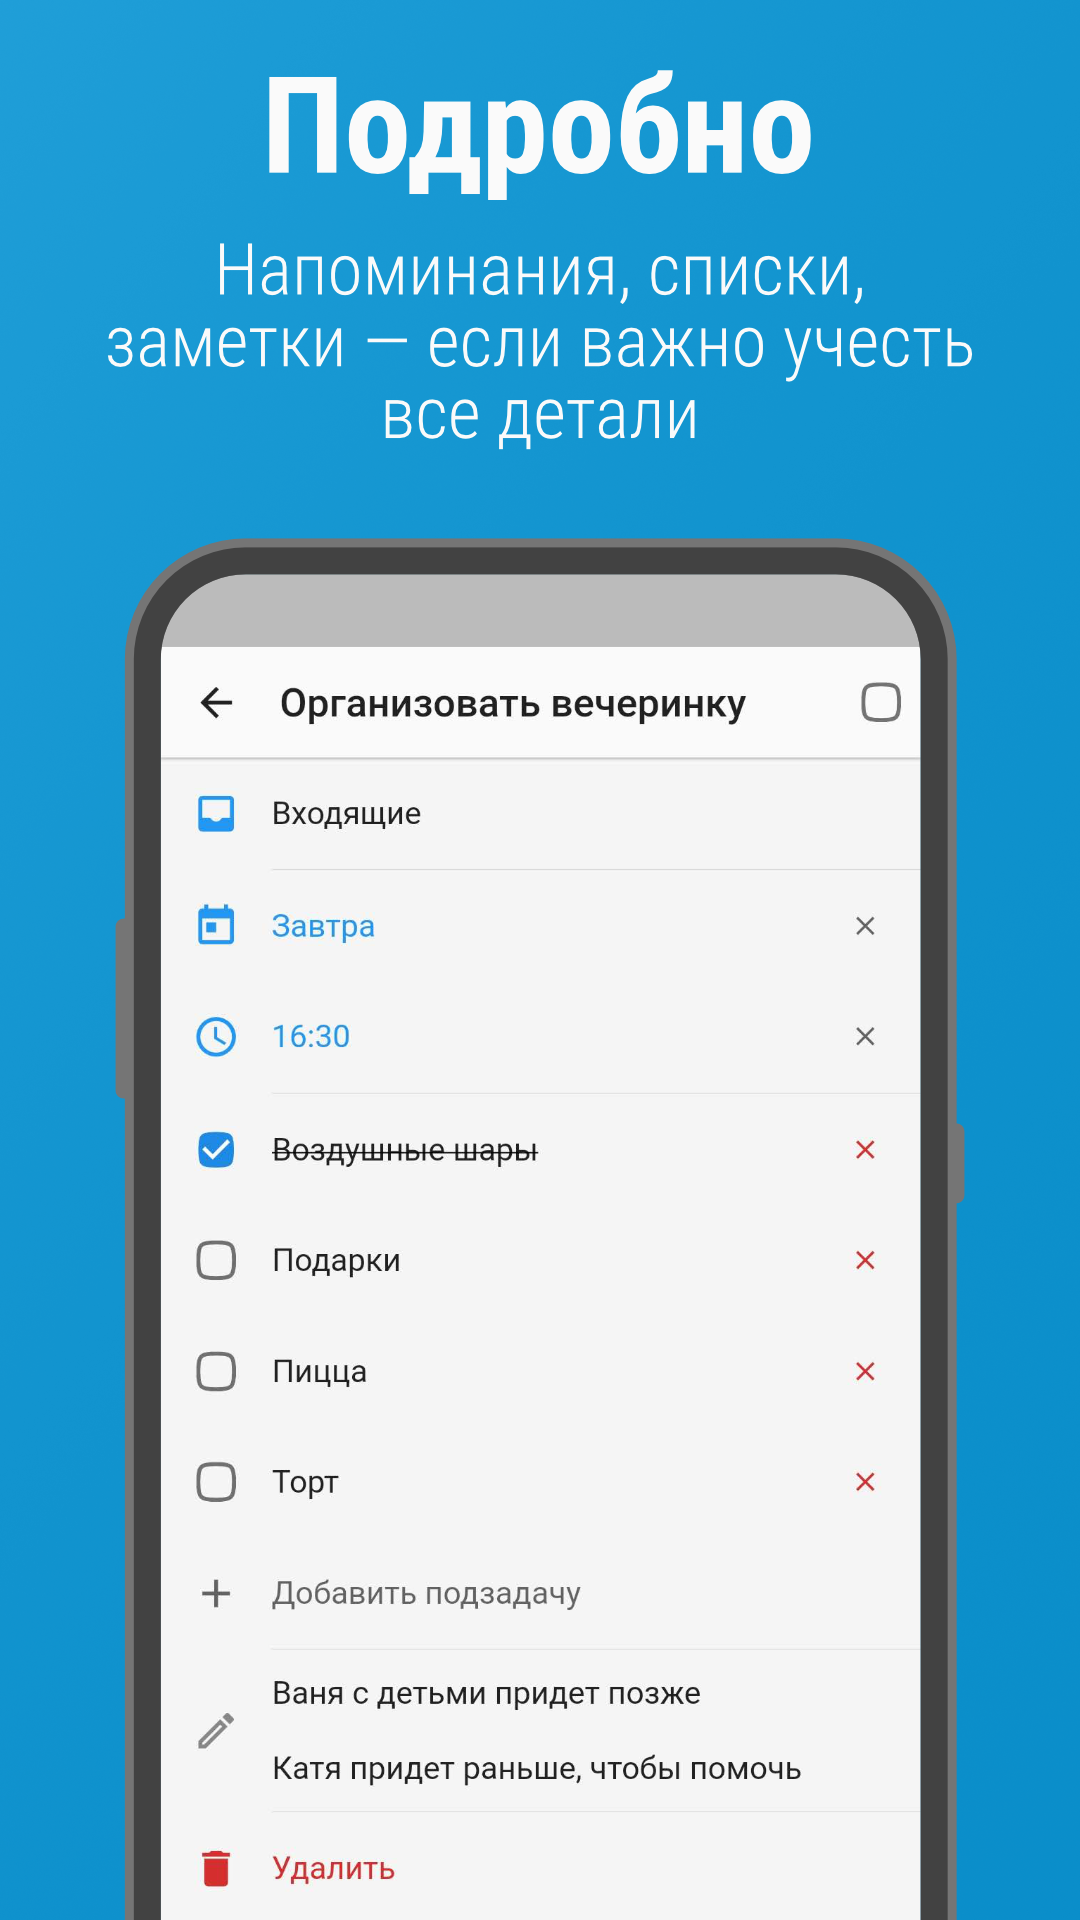 Подробно
Напоминания, списки,
заметки — если важно учесть
все детали
Организовать вечеринку
Входящие
Завтра
16:30
Воздушные шары
Подарки
Пицца
Торт
Добавить подзадачу
Ваня с детьми придет позже
Катя придет раньше, чтобы помочь
Удалить